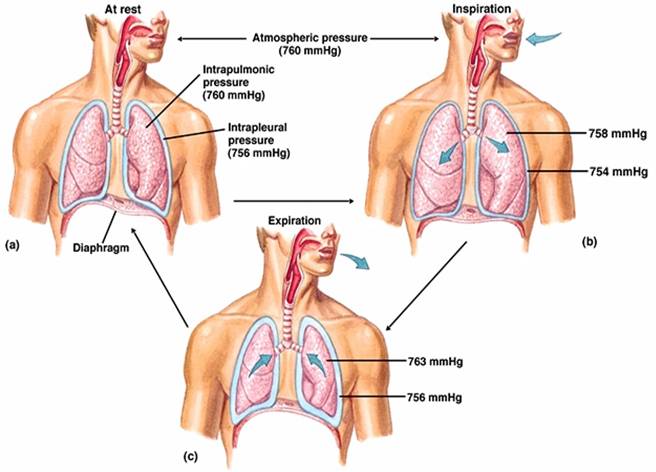 At rest
Inspiration
Atmospheric pressure
(760 mmHg)
Intrapulmonic
pressure
(760 mmHg)
Intrapleural
pressure
(756 mmHg)
758 mmHg
754 mmHg
(a)
Diaphragm
(b)
Expiration
763 mmHg
756 mmHg
(c)